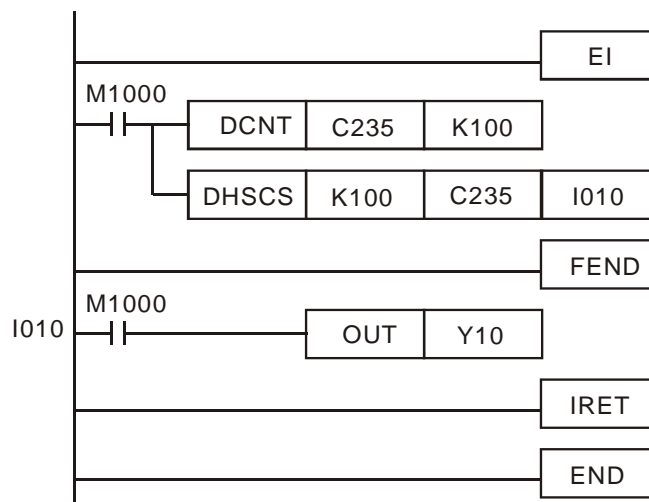 EI
M1000
DCNT C235 K100
DHSCS K100 C235 I010
FEND
M1000
I010 OUT Y10
IRET
END